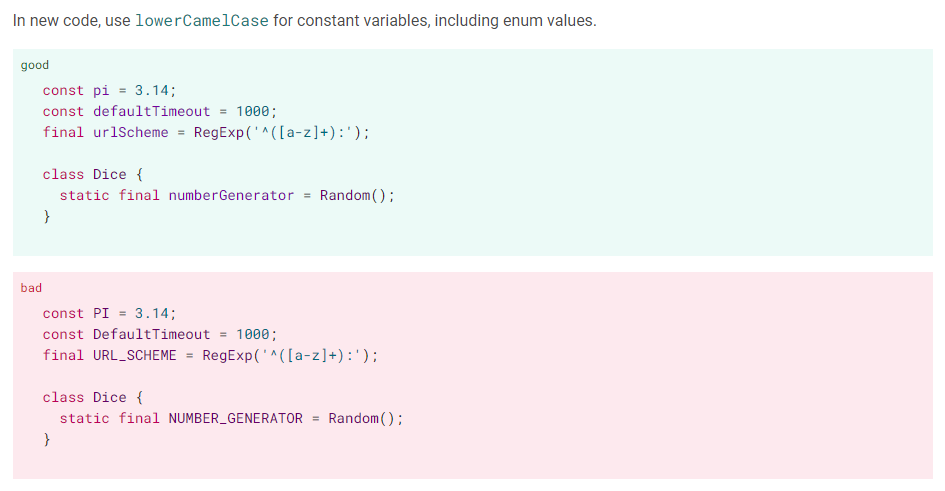 In new code, use lowerCamelCase for constant variables, including enum values.
good
const pi = 3.14;
const defaultTimeout = 1000;
final urlScheme = RegExp('^([a-z]+):');
class Dice {
static final numberGenerator = Random();
}
bad
const PI = 3.14;
const DefaultTimeout = 1000;
final URL_SCHEME = RegExp('^([a-z]+):');
class Dice {
static final NUMBER_GENERATOR = Random();
}